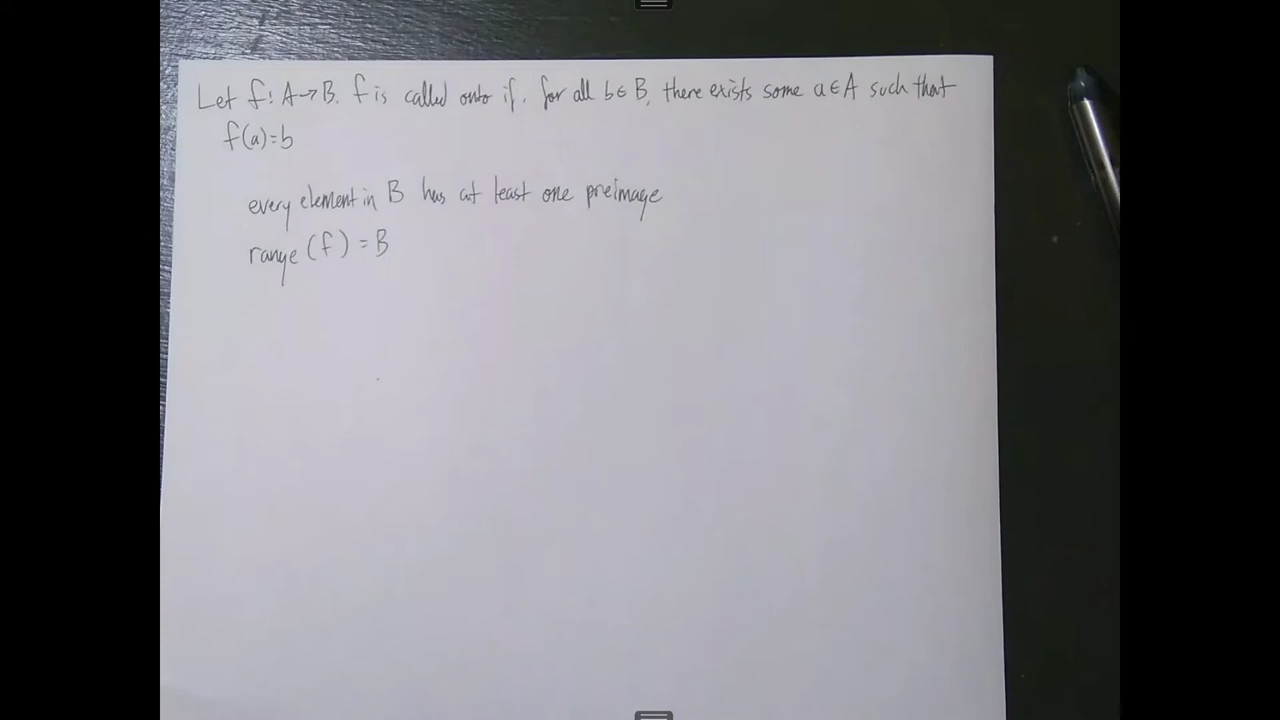 Let f: A→B. f is called onto if, for all b∈B, there exists some a∈A such that
f(a)=b
every element in B has at least one preimage
range (f) = B